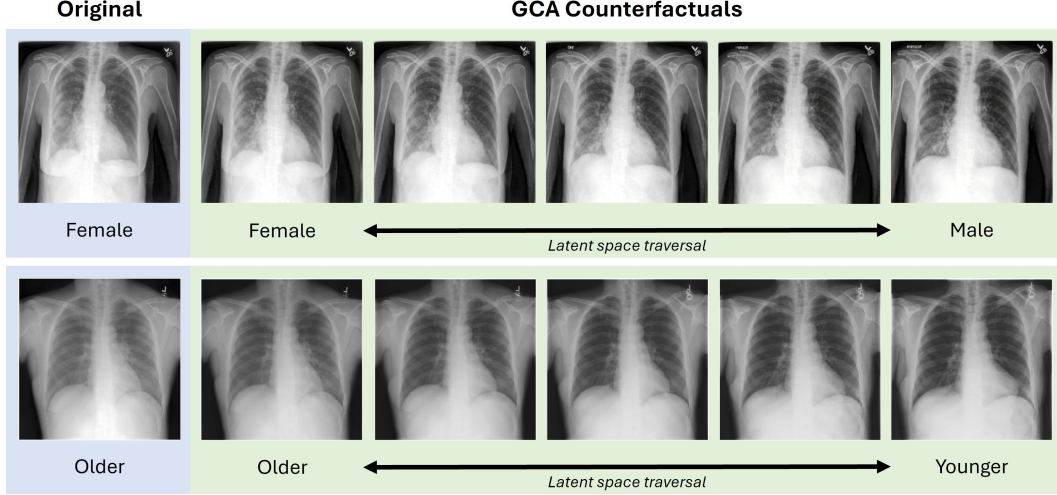 Original
GCA Counterfactuals
Female
Female
Male
Latent space traversal
Older
Older
Younger
Latent space traversal